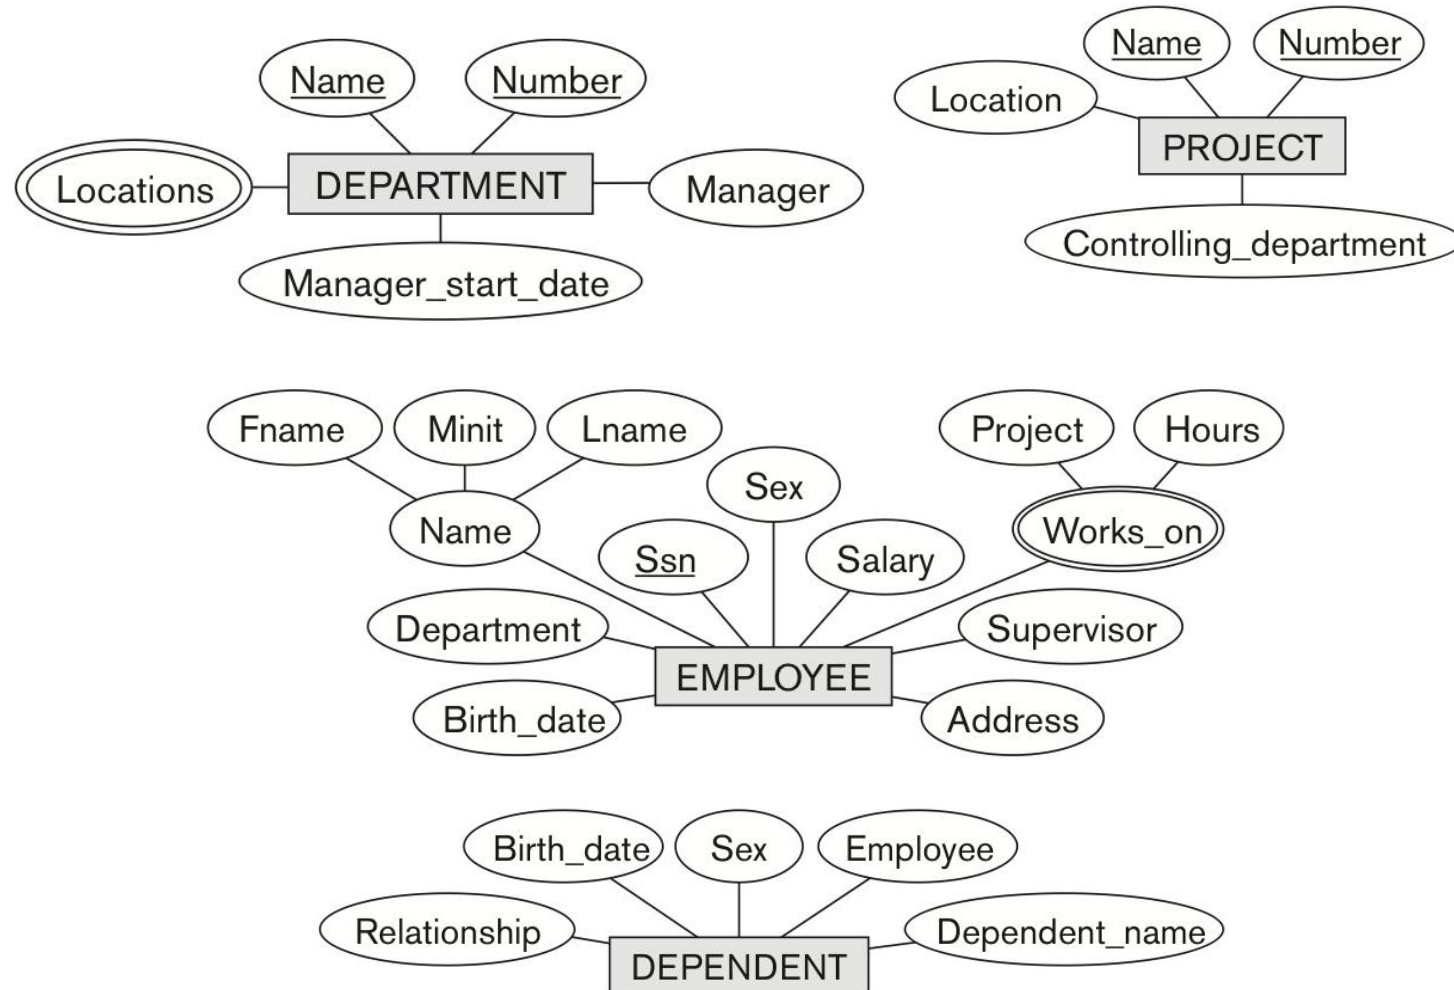 Name
Number
Locations
DEPARTMENT
Manager
Manager_start_date
Name
Number
Location
PROJECT
Controlling_department
Fname
Minit
Lname
Name
Ssn
Sex
Salary
Project
Hours
Works_on
Department
Supervisor
EMPLOYEE
Birth_date
Address
Birth_date
Sex
Employee
Relationship
Dependent_name
DEPENDENT